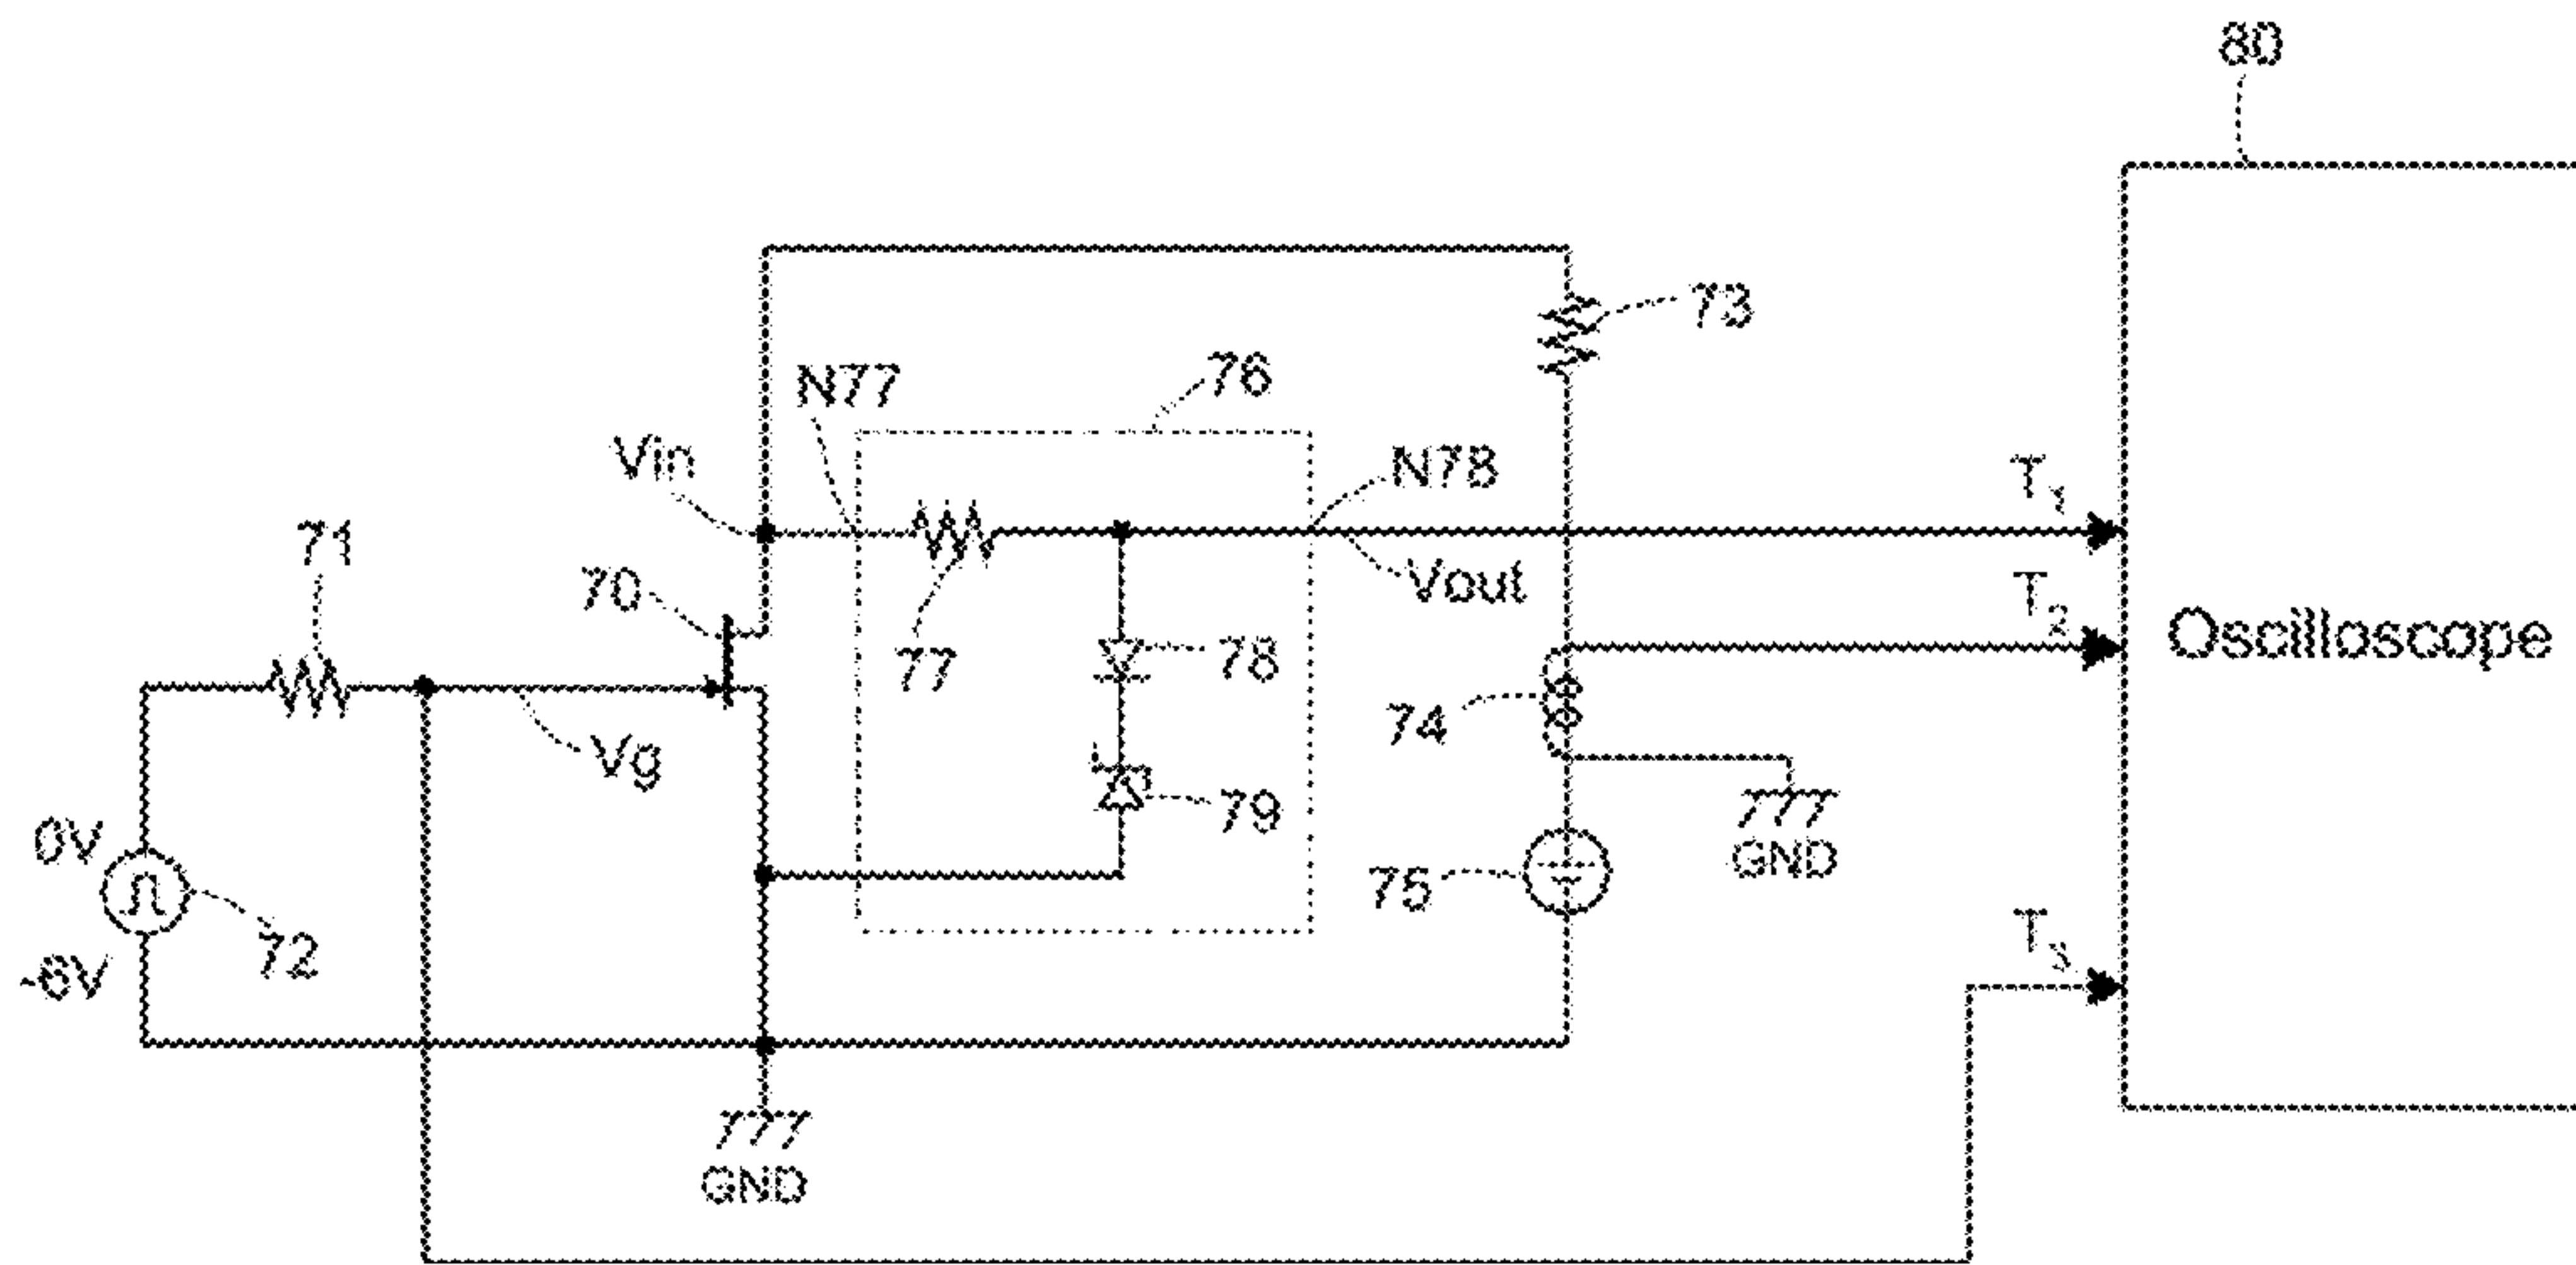 80
73
76
N77
Vin
N78
T1
71
70
Vout
T2
Oscilloscope
77
78
74
Vg
79
0V
GND
75
72
-6V
T3
GND